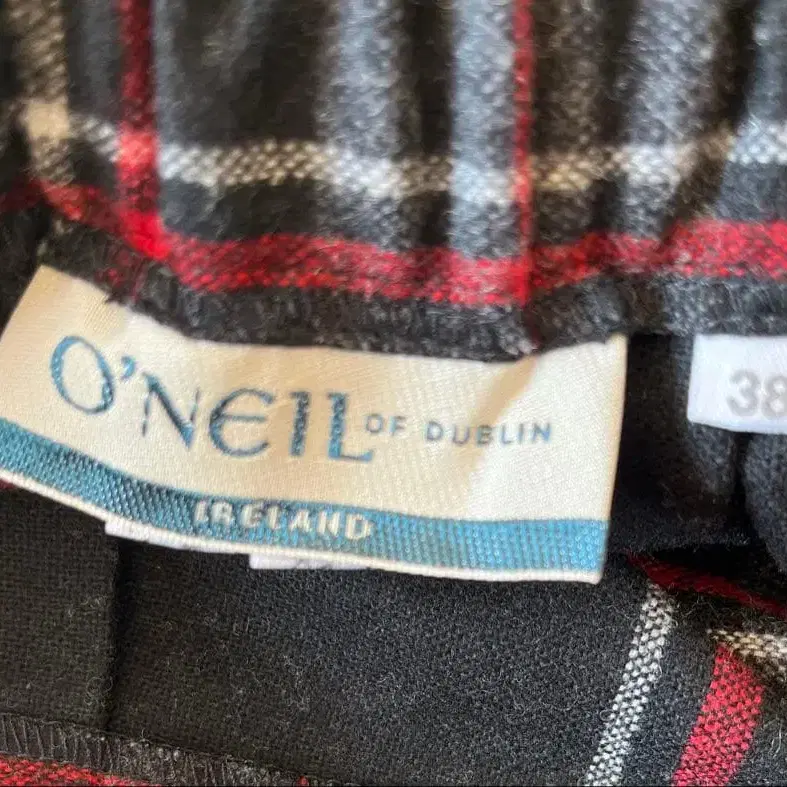 O'NEIL OF DUBLIN
IRELAND
38